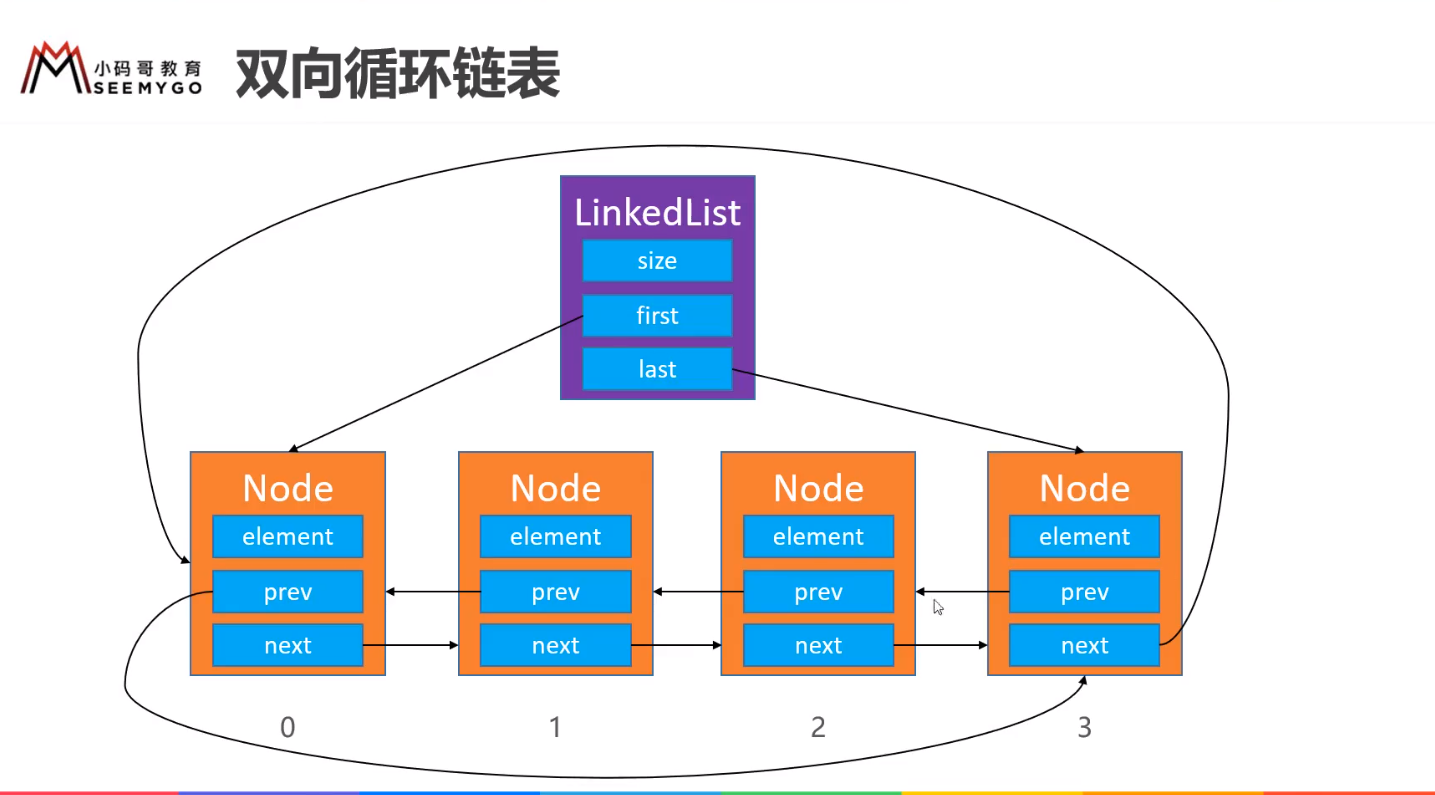 小码哥教育
SEEMYGO
双向循环链表
LinkedList
size
first
last
Node
element
prev
next
0
Node
element
prev
next
1
Node
element
prev
next
2
Node
element
prev
next
3